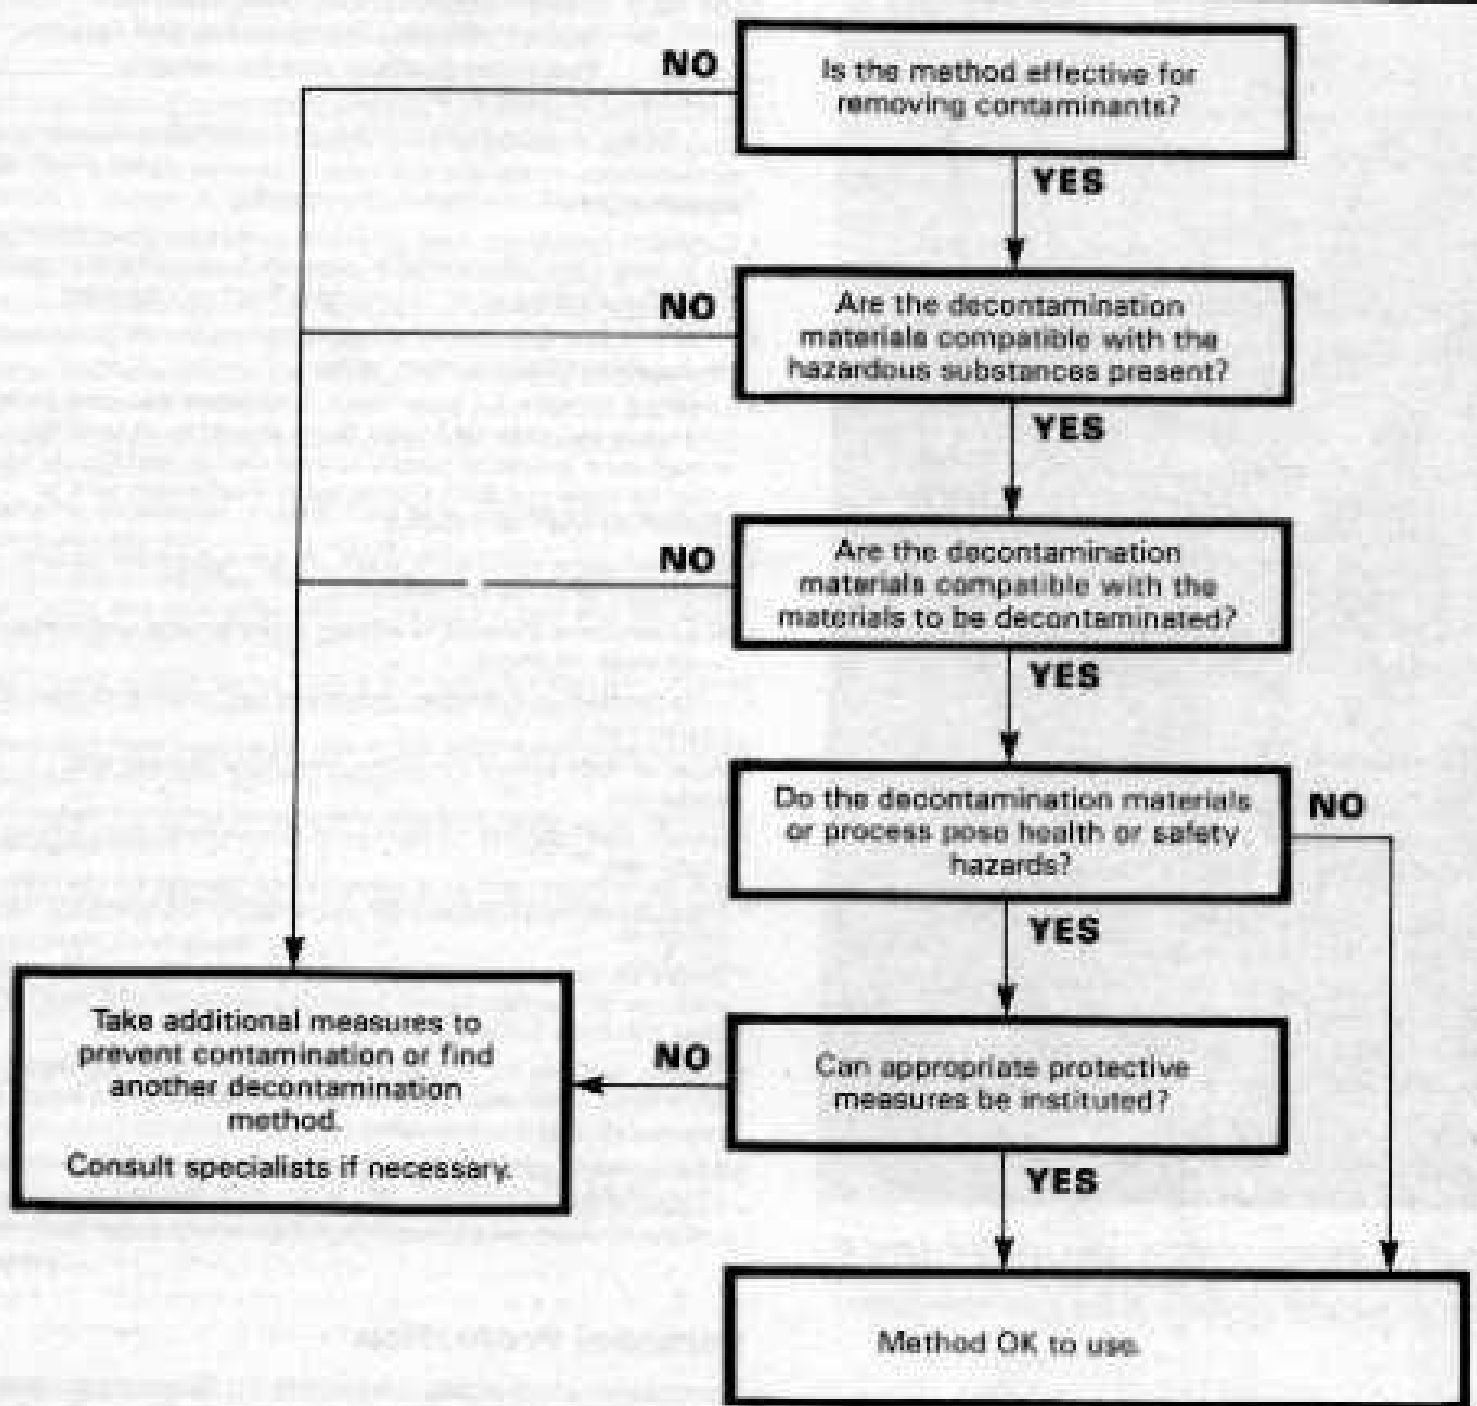 NO
Is the method effective for
removing contaminants?
YES
NO
Are the decontamination
materials compatible with the
hazardous substances present?
YES
NO
Are the decontamination
materials compatible with the
materials to be decontaminated?
YES
Do the decontamination materials
or process pose health or safety
hazards?
NO
YES
Take additional measures to
prevent contamination or find
another decontamination
method.
Consult specialists if necessary.
NO
Can appropriate protective
measures be instituted?
YES
Method OK to use.